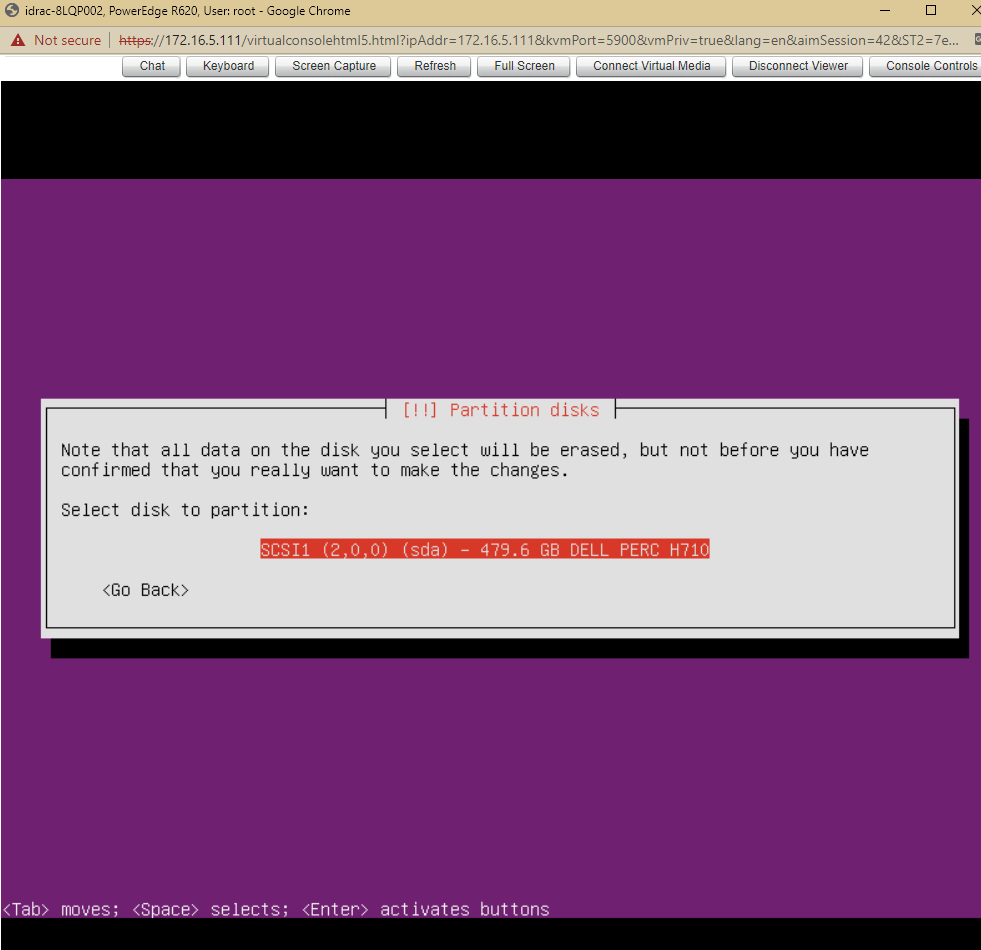 idrac-8LQP002, PowerEdge R620, User: root - Google Chrome
Not secure | https://172.16.5.111/virtualconsolehtml5.html?ipAddr=172.16.5.111&kvmPort=5900&vmPriv=true&lang=en&aimSession=42&ST2=7e...
Chat Keyboard Screen Capture Refresh Full Screen Connect Virtual Media Disconnect Viewer Console Controls
[!!] Partition disks
Note that all data on the disk you select will be erased, but not before you have
confirmed that you really want to make the changes.
Select disk to partition:
SCSI1 (2,0,0) (sda) - 479.6 GB DELL PERC H710
<Go Back>
<Tab> moves; <Space> selects; <Enter> activates buttons